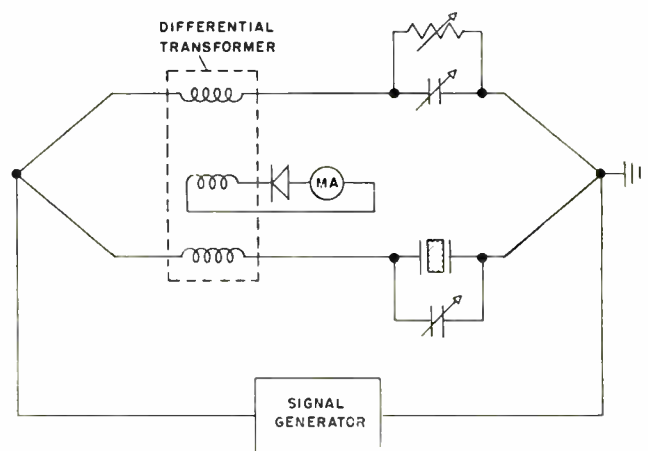 DIFFERENTIAL
TRANSFORMER
MA
SIGNAL
GENERATOR